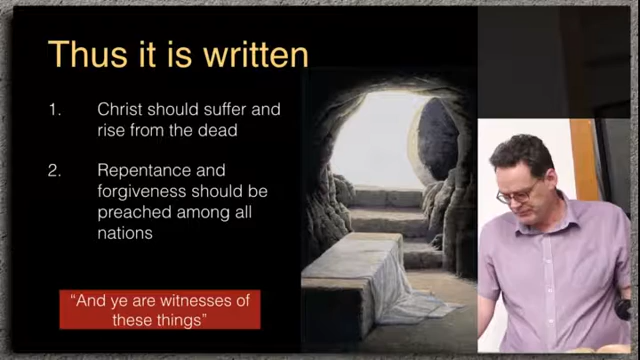 Thus it is written
1. Christ should suffer and
rise from the dead
2. Repentance and
forgiveness should be
preached among all
nations
“And ye are witnesses of
these things”